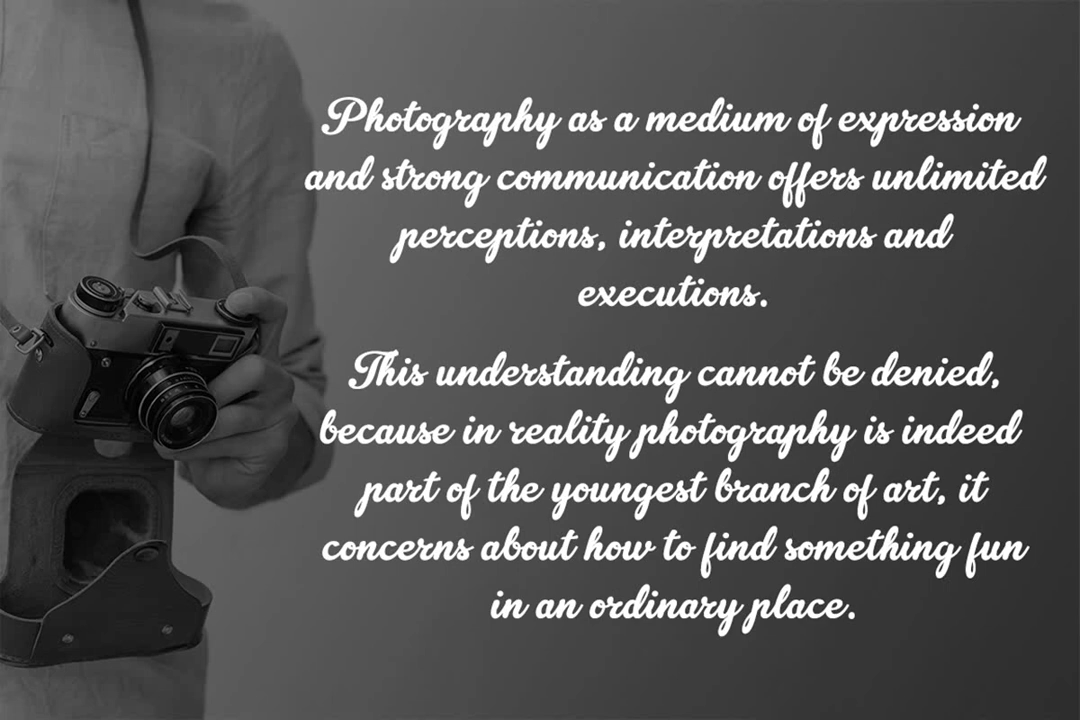 Photography as a medium of expression
and strong communication offers unlimited
perceptions, interpretations and
executions.
This understanding cannot be denied,
because in reality photography is indeed
part of the youngest branch of art, it
concerns about how to find something fun
in an ordinary place.